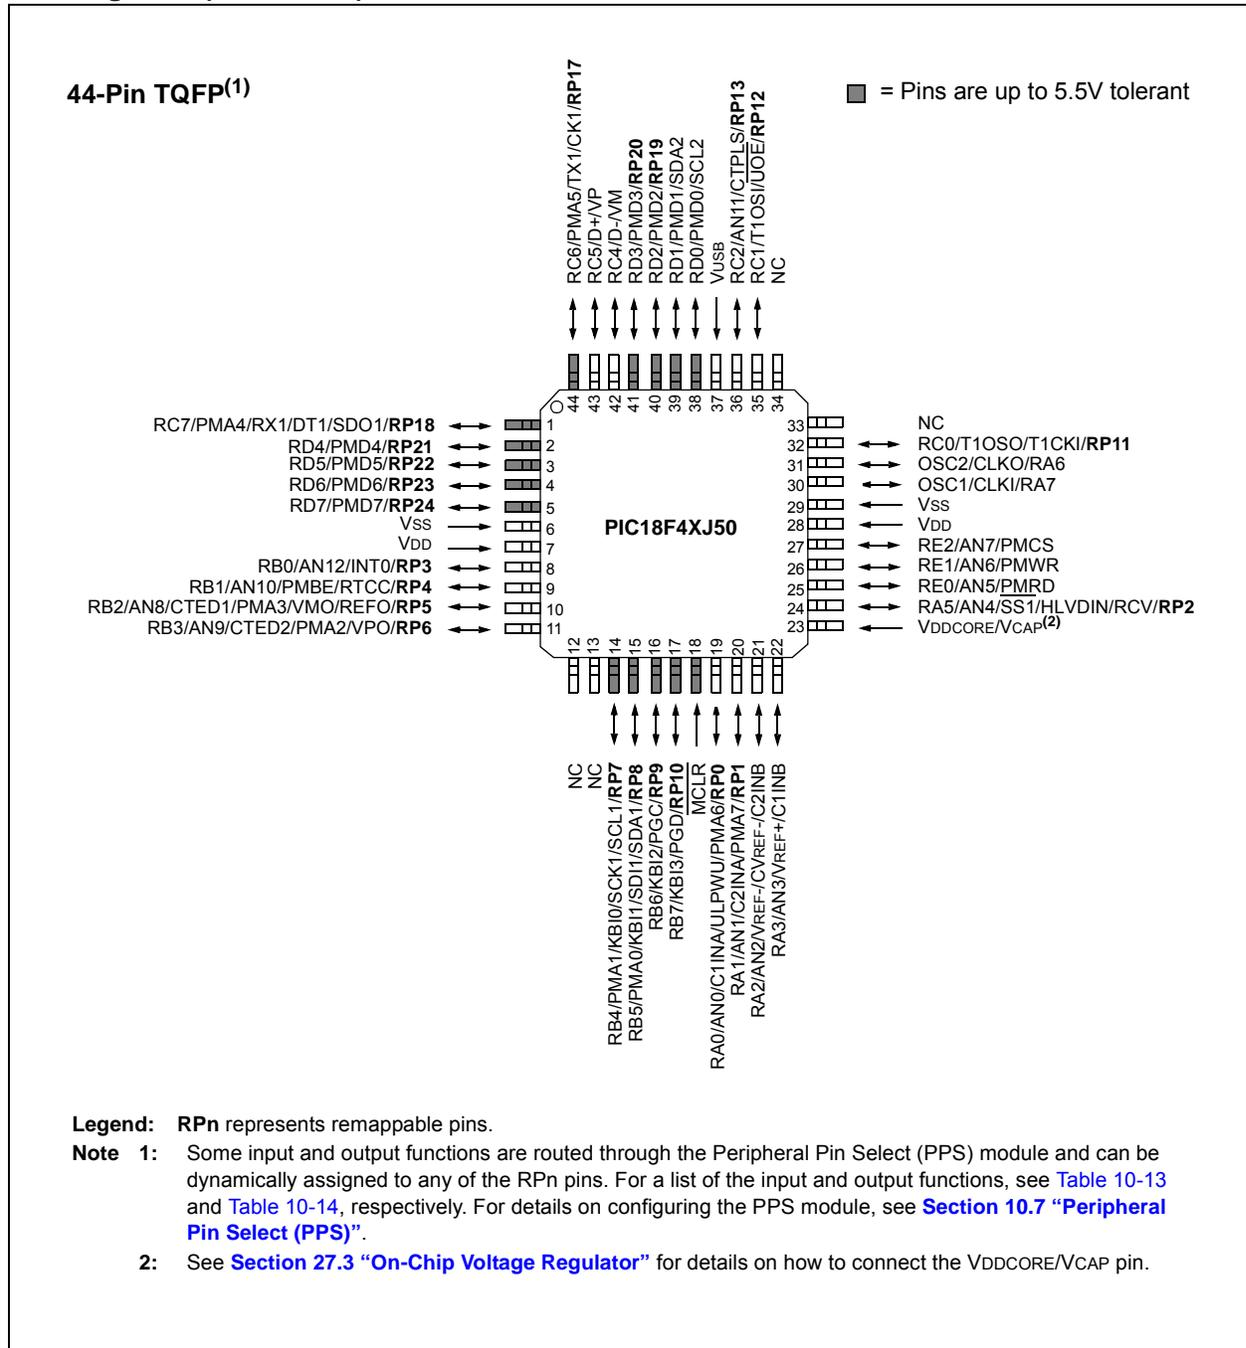 44-Pin TQFP(1)
= Pins are up to 5.5V tolerant
RC6/PMA5/TX1/CK1/RP17
RC5/D+/VP
RC4/D-/VM
RD3/PMD3/RP20
RD2/PMD2/RP19
RD1/PMD1/SDA2
RD0/PMD0/SCL2
VUSB
RC2/AN11/CTPLS/RP13
RC1/T1OSI/UOE/RP12
NC
44
43
42
41
40
39
38
37
36
35
34
RC7/PMA4/RX1/DT1/SDO1/RP18 1
RD4/PMD4/RP21 2
RD5/PMD5/RP22 3
RD6/PMD6/RP23 4
RD7/PMD7/RP24 5
VSS 6
VDD 7
RB0/AN12/INT0/RP3 8
RB1/AN10/PMBE/RTCC/RP4 9
RB2/AN8/CTED1/PMA3/VMO/REFO/RP5 10
RB3/AN9/CTED2/PMA2/VPO/RP6 11
PIC18F4XJ50
33 NC
32 RC0/T1OSO/T1CKI/RP11
31 OSC2/CLKO/RA6
30 OSC1/CLKI/RA7
29 VSS
28 VDD
27 RE2/AN7/PMCS
26 RE1/AN6/PMWR
25 RE0/AN5/PMRD
24 RA5/AN4/SS1/HLVDIN/RCV/RP2
23 VDDCORE/VCAP(2)
12
13
14
15
16
17
18
19
20
21
22
NC
NC
RB4/PMA1/KBI0/SCK1/SCL1/RP7
RB5/PMA0/KBI1/SDI1/SDA1/RP8
RB6/KBI2/PGC/RP9
RB7/KBI3/PGD/RP10
MCLR
RA0/AN0/C1INA/ULPWU/PMA6/RP0
RA1/AN1/C2INA/PMA7/RP1
RA2/AN2/VREF-/CVREF-/C2INB
RA3/AN3/VREF+/C1INB
Legend: RPn represents remappable pins.
Note 1: Some input and output functions are routed through the Peripheral Pin Select (PPS) module and can be
dynamically assigned to any of the RPn pins. For a list of the input and output functions, see Table 10-13
and Table 10-14, respectively. For details on configuring the PPS module, see Section 10.7 “Peripheral
Pin Select (PPS)”.
2: See Section 27.3 “On-Chip Voltage Regulator” for details on how to connect the VDDCORE/VCAP pin.